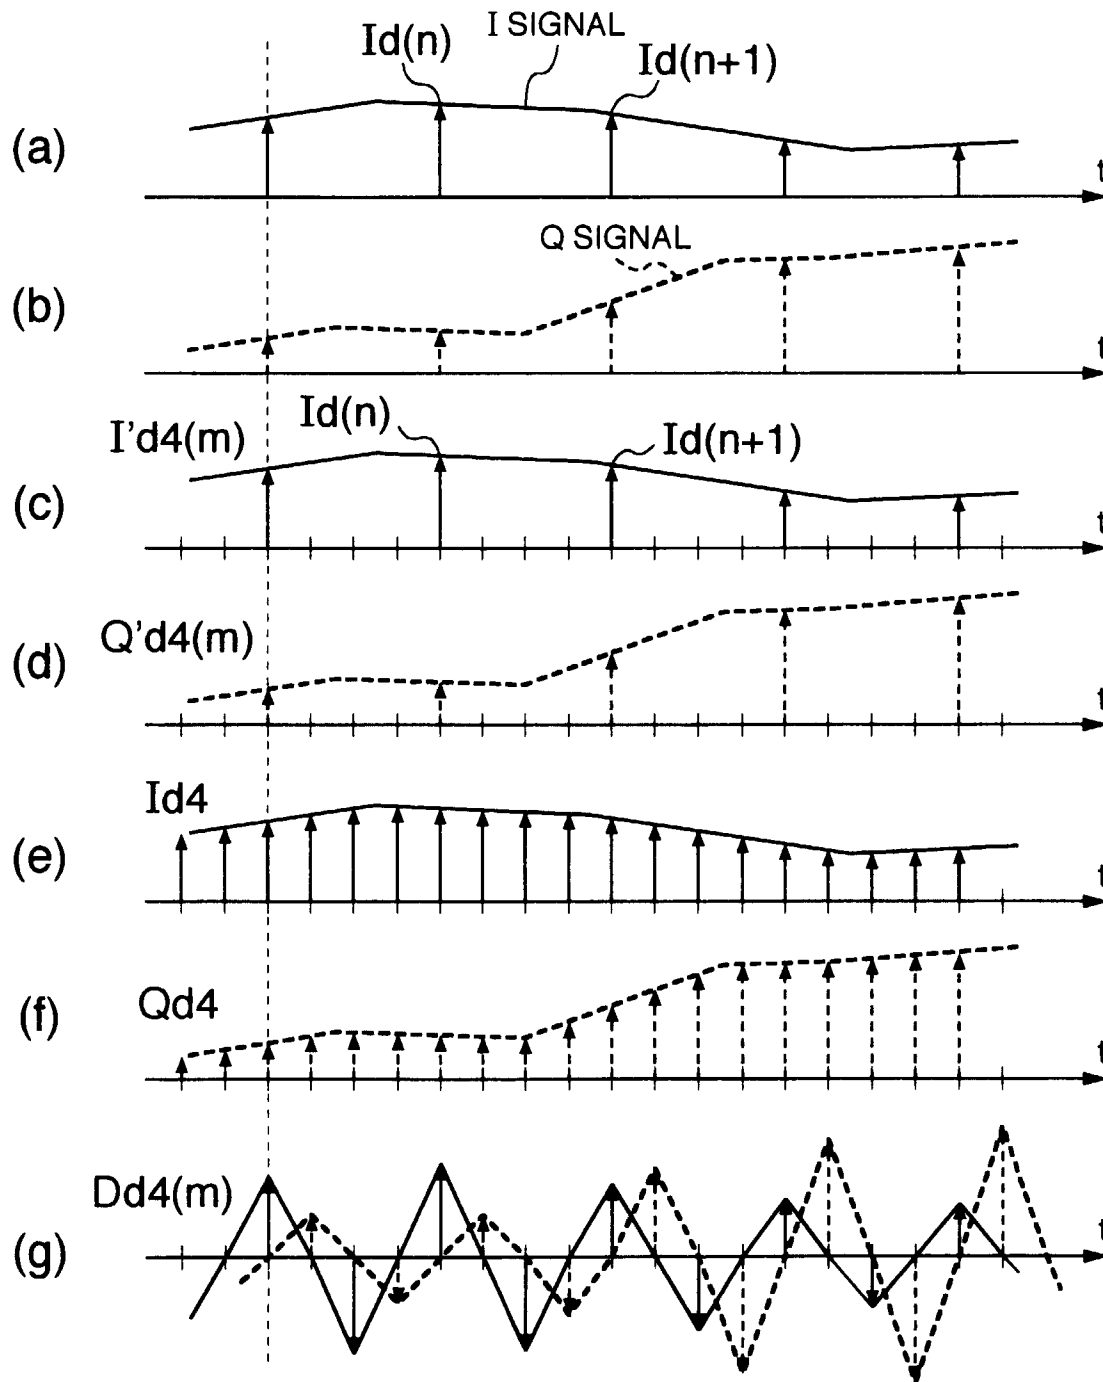 I SIGNAL
Id(n)
Id(n+1)
(a)
t
Q SIGNAL
(b)
t
Id(n)
I'd4(m)
Id(n+1)
(c)
t
Q'd4(m)
(d)
t
Id4
(e)
t
Qd4
(f)
t
Dd4(m)
(g)
t